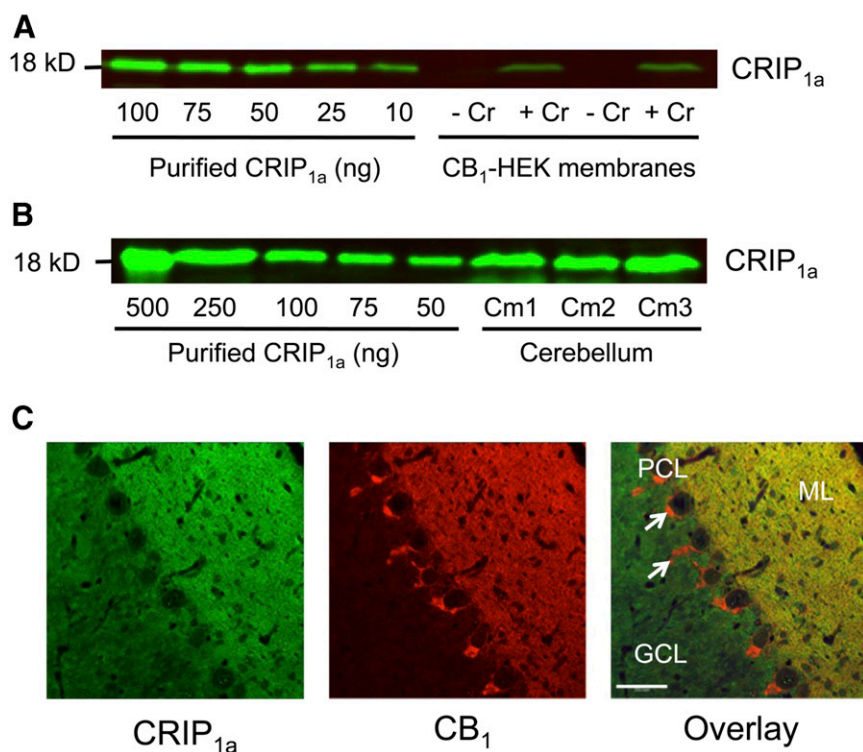 A
18 kD
CRIP1a
100 75 50 25 10 - Cr + Cr - Cr + Cr
Purified CRIP1a (ng) CB1-HEK membranes
B
18 kD
CRIP1a
500 250 100 75 50 Cm1 Cm2 Cm3
Purified CRIP1a (ng) Cerebellum
C
PCL
ML
GCL
CRIP1a CB1 Overlay